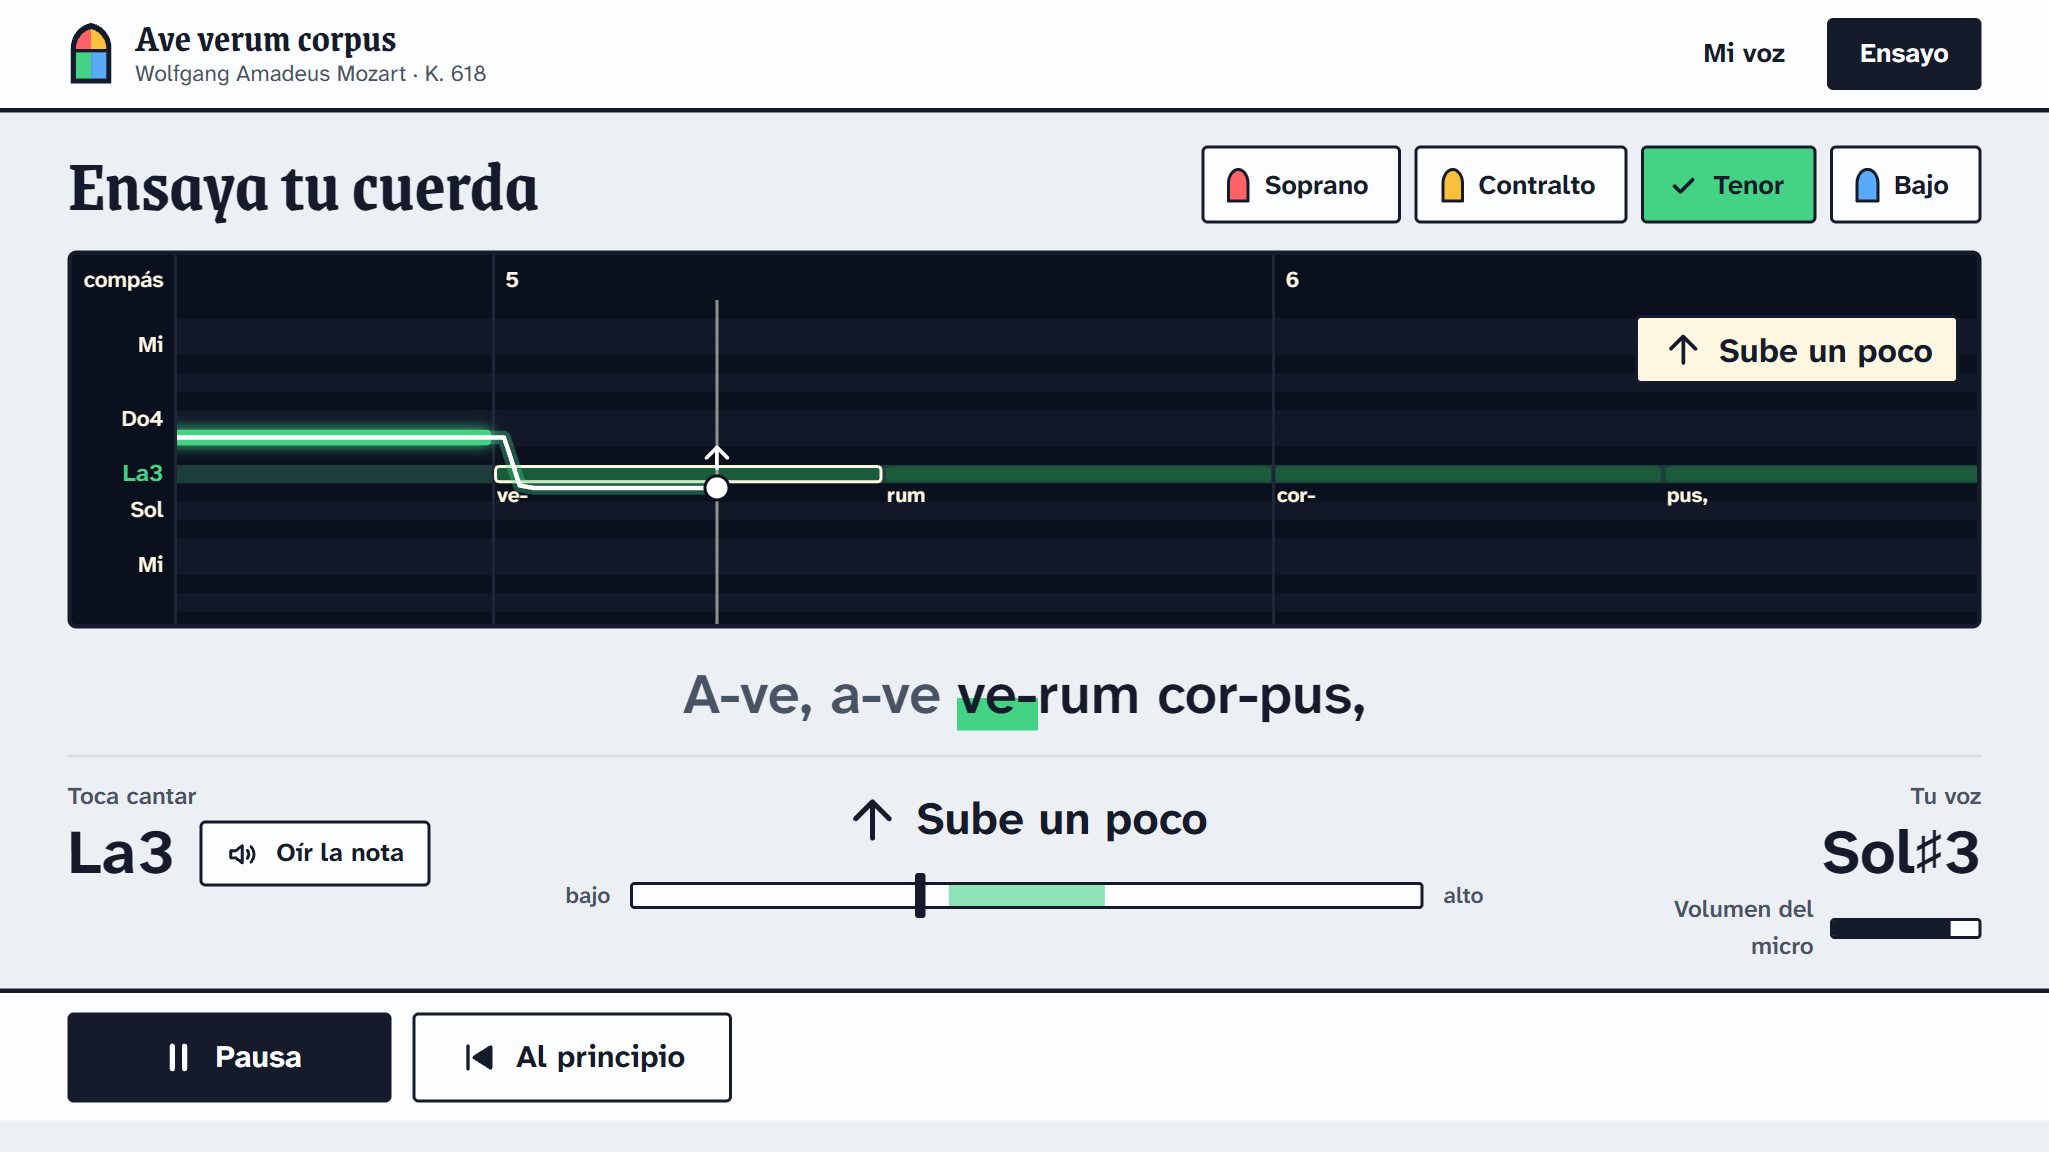 Ave verum corpus
Wolfgang Amadeus Mozart · K. 618
Mi voz
Ensayo
Ensaya tu cuerda
Soprano
Contralto
Tenor
Bajo
compás
5
6
Mi
Sube un poco
Do4
La3
ve-
rum
cor-
pus,
Sol
Mi
A-ve, a-ve ve-rum cor-pus,
Toca cantar
La3
Oír la nota
Sube un poco
bajo
alto
Tu voz
Sol♯3
Volumen del
micro
Pausa
Al principio